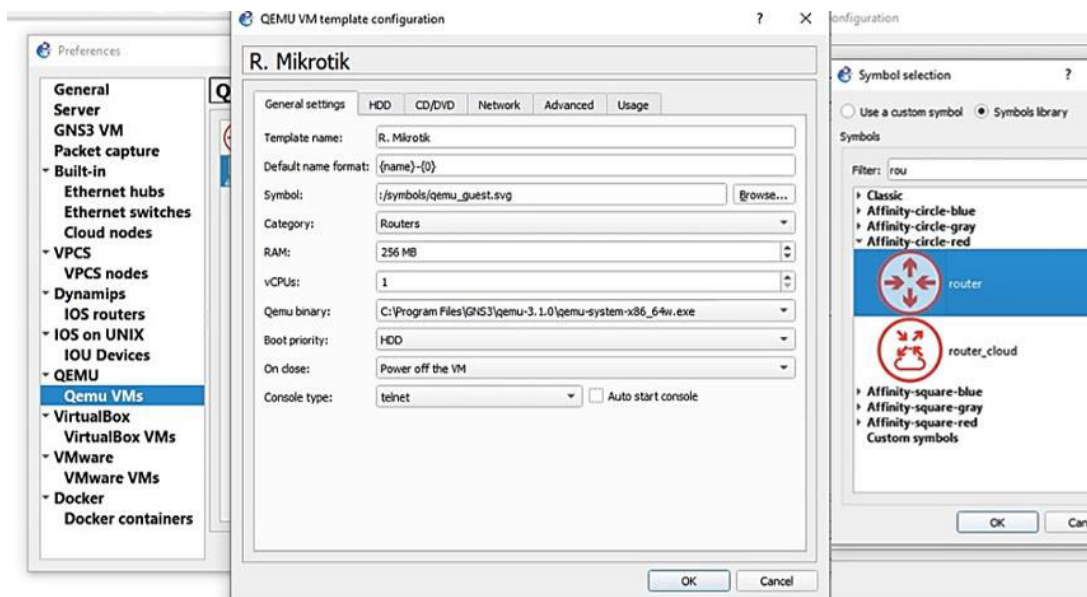 Preferences
General
Server
GNS3 VM
Packet capture
Built-in
Ethernet hubs
Ethernet switches
Cloud nodes
VPCS
VPCS nodes
Dynamips
IOS routers
IOS on UNIX
IOU Devices
QEMU
Qemu VMs
VirtualBox
VirtualBox VMs
VMware
VMware VMs
Docker
Docker containers
Q
QEMU VM template configuration ? X
R. Mikrotik
General settings HDD CD/DVD Network Advanced Usage
Template name: R. Mikrotik
Default name format: {name}-{0}
Symbol: :/symbols/qemu_guest.svg Browse...
Category: Routers
RAM: 256 MB
vCPUs: 1
Qemu binary: C:\Program Files\GNS3\qemu-3.1.0\qemu-system-x86_64w.exe
Boot priority: HDD
On close: Power off the VM
Console type: telnet Auto start console
OK Cancel
onfiguration
Symbol selection ?
Use a custom symbol Symbols library
Symbols
Filter: rou
Classic
Affinity-circle-blue
Affinity-circle-gray
Affinity-circle-red
router
router_cloud
Affinity-square-blue
Affinity-square-gray
Affinity-square-red
Custom symbols
OK Can